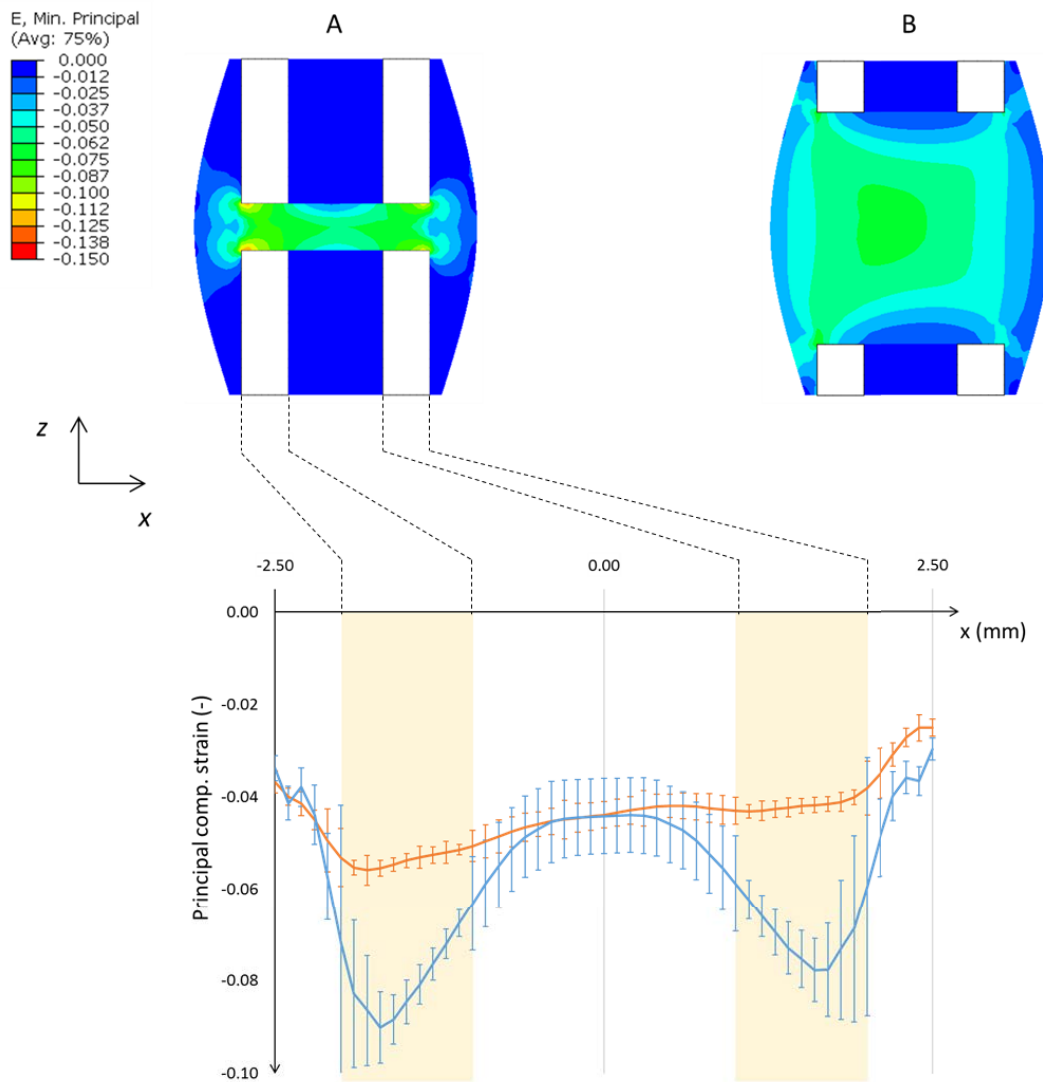 E, Min. Principal
(Avg: 75%)
0.000
-0.012
-0.025
-0.037
-0.050
-0.062
-0.075
-0.087
-0.100
-0.112
-0.125
-0.138
-0.150
A
B
z
x
-2.50
0.00
2.50
0.00
x (mm)
-0.02
-0.04
-0.06
-0.08
-0.10
Principal comp. strain (-)